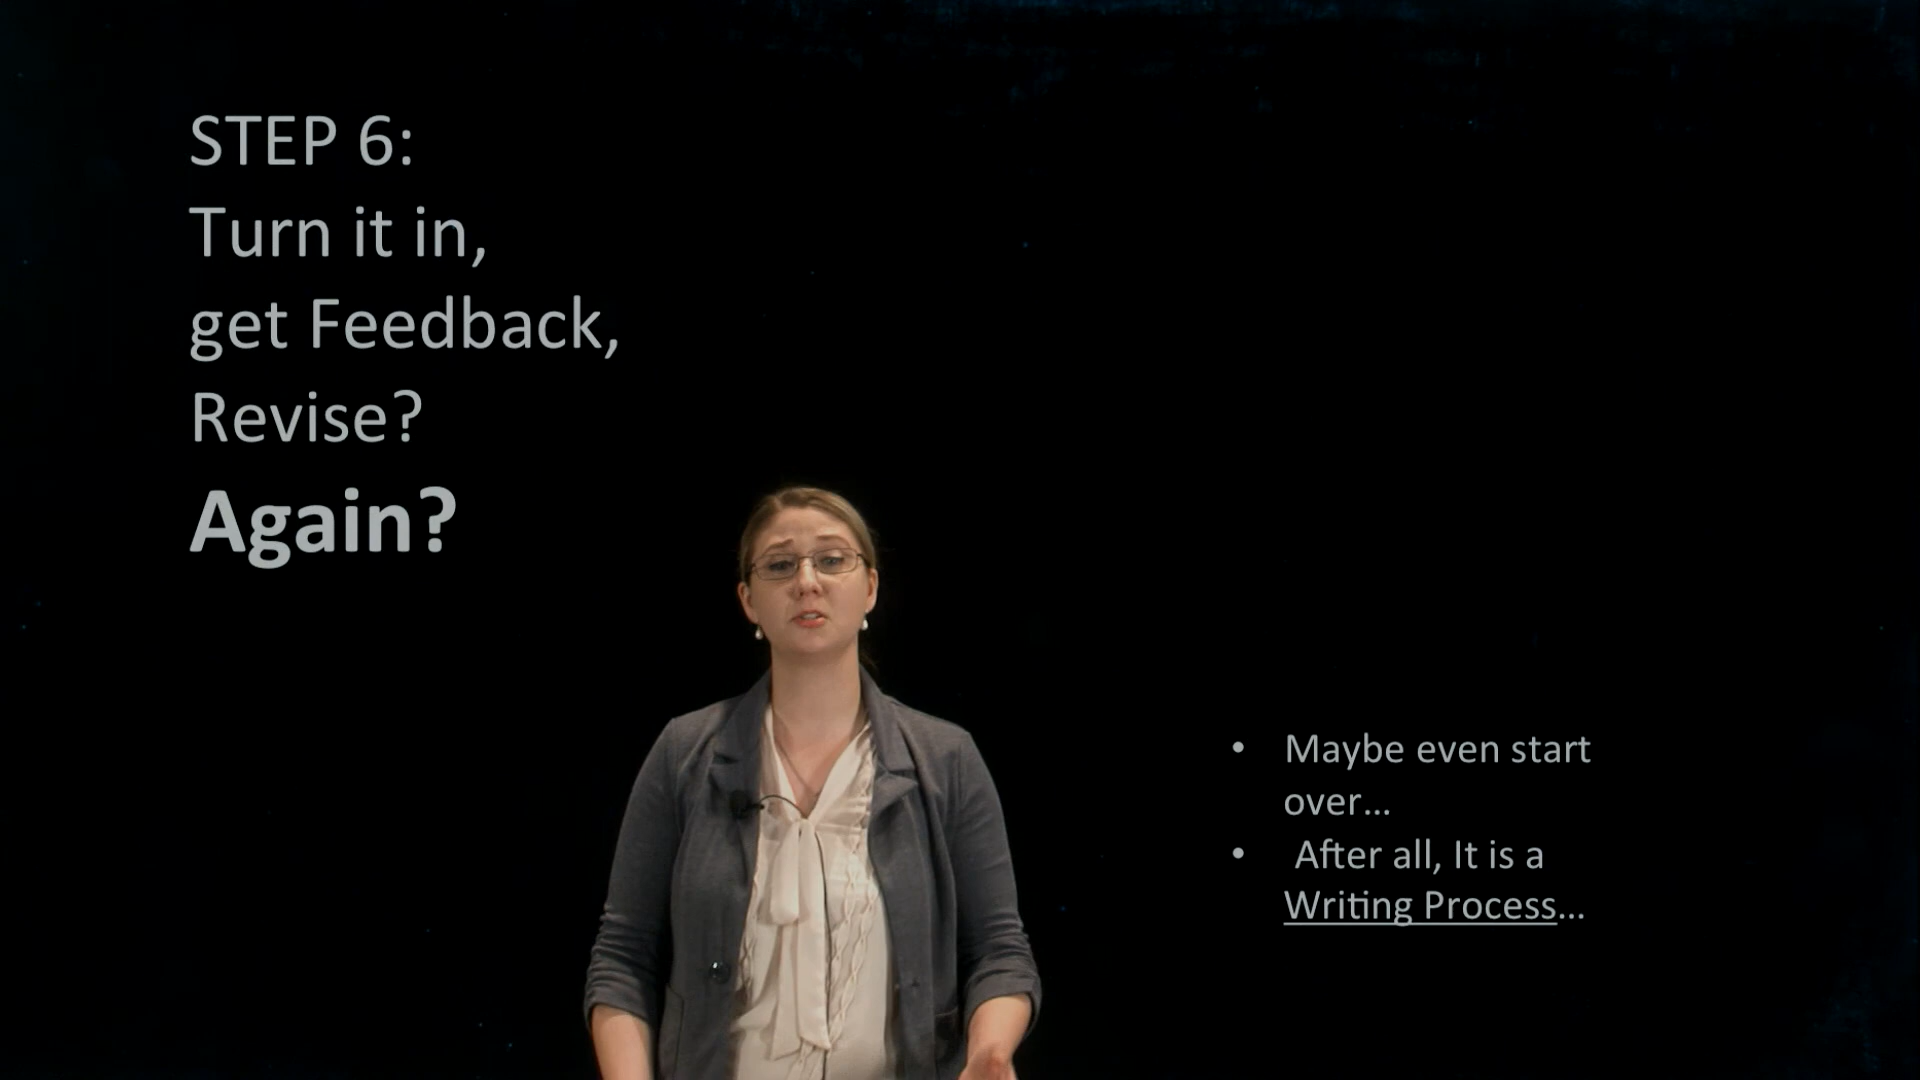 STEP 6:
Turn it in,
get Feedback,
Revise?
Again?
• Maybe even start
over...
• After all, It is a
Writing Process...